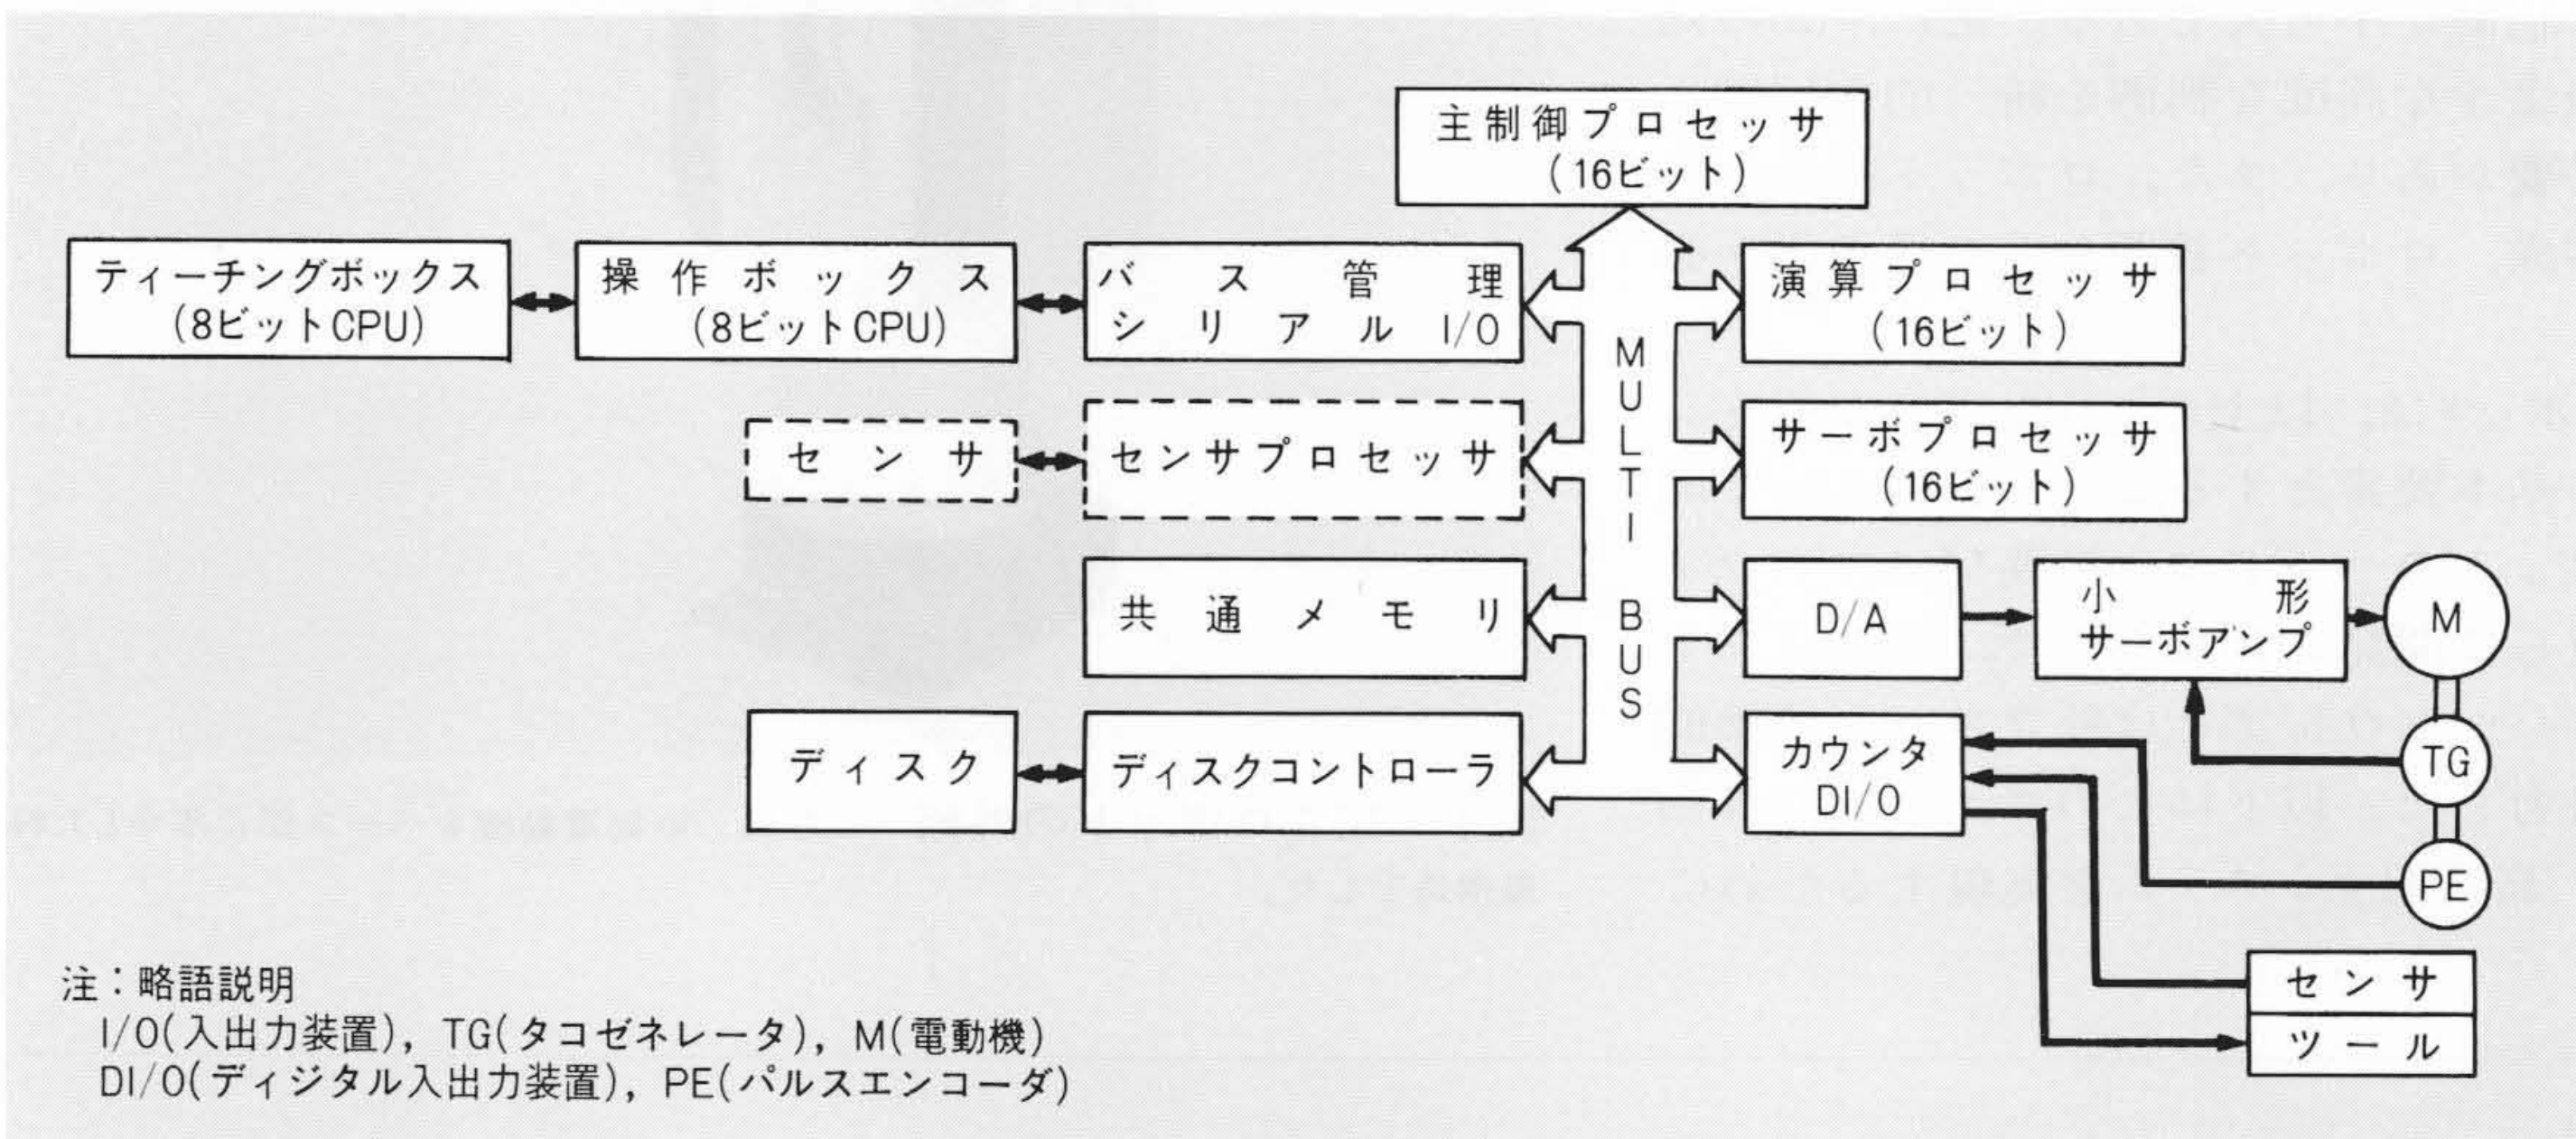 主制御プロセッサ
(16ビット)
ティーチングボックス
(8ビットCPU)
操作ボックス
(8ビットCPU)
バス管理
シリアルI/O
演算プロセッサ
(16ビット)
センサ
センサプロセッサ
サーボプロセッサ
(16ビット)
MULTI BUS
共通メモリ
D/A
小形
サーボアンプ
M
ディスク
ディスクコントローラ
カウンタ
DI/O
TG
PE
センサ
ツール
注：略語説明
I/O(入出力装置)，TG(タコゼネレータ)，M(電動機)
DI/O(ディジタル入出力装置)，PE(パルスエンコーダ)